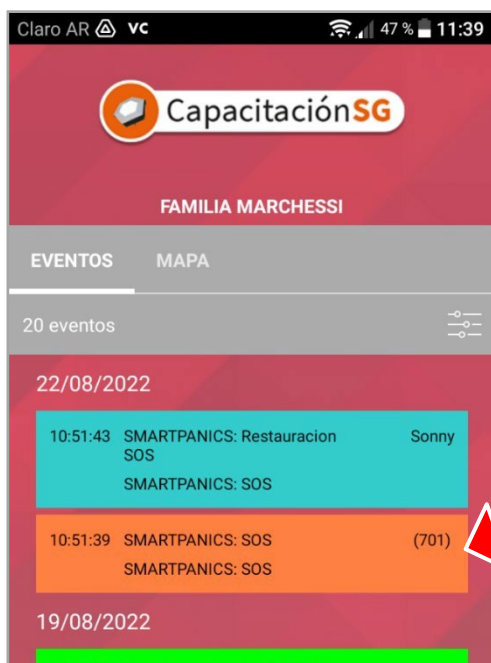 Claro AR VC 47 % 11:39
CapacitaciónSG
FAMILIA MARCHESSI
EVENTOS MAPA
20 eventos
22/08/2022
10:51:43 SMARTPANICS: Restauracion Sonny
SOS
SMARTPANICS: SOS
10:51:39 SMARTPANICS: SOS (701)
SMARTPANICS: SOS
19/08/2022